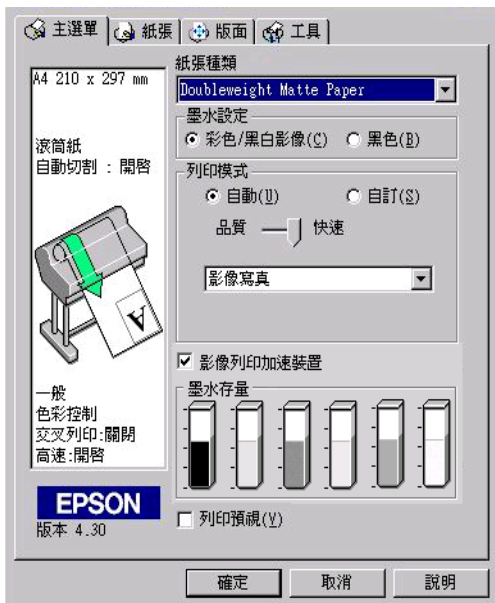 主選單 紙張 版面 工具
A4 210 x 297 mm
滾筒紙
自動切割 : 開啓
A
一般
色彩控制
交叉列印:關閉
高速:開啓
EPSON
版本 4.30
紙張種類
Doubleweight Matte Paper
墨水設定
彩色/黑白影像(C) 黑色(B)
列印模式
自動(U) 自訂(S)
品質 快速
影像寫真
影像列印加速裝置
墨水存量
列印預視(V)
確定 取消 說明